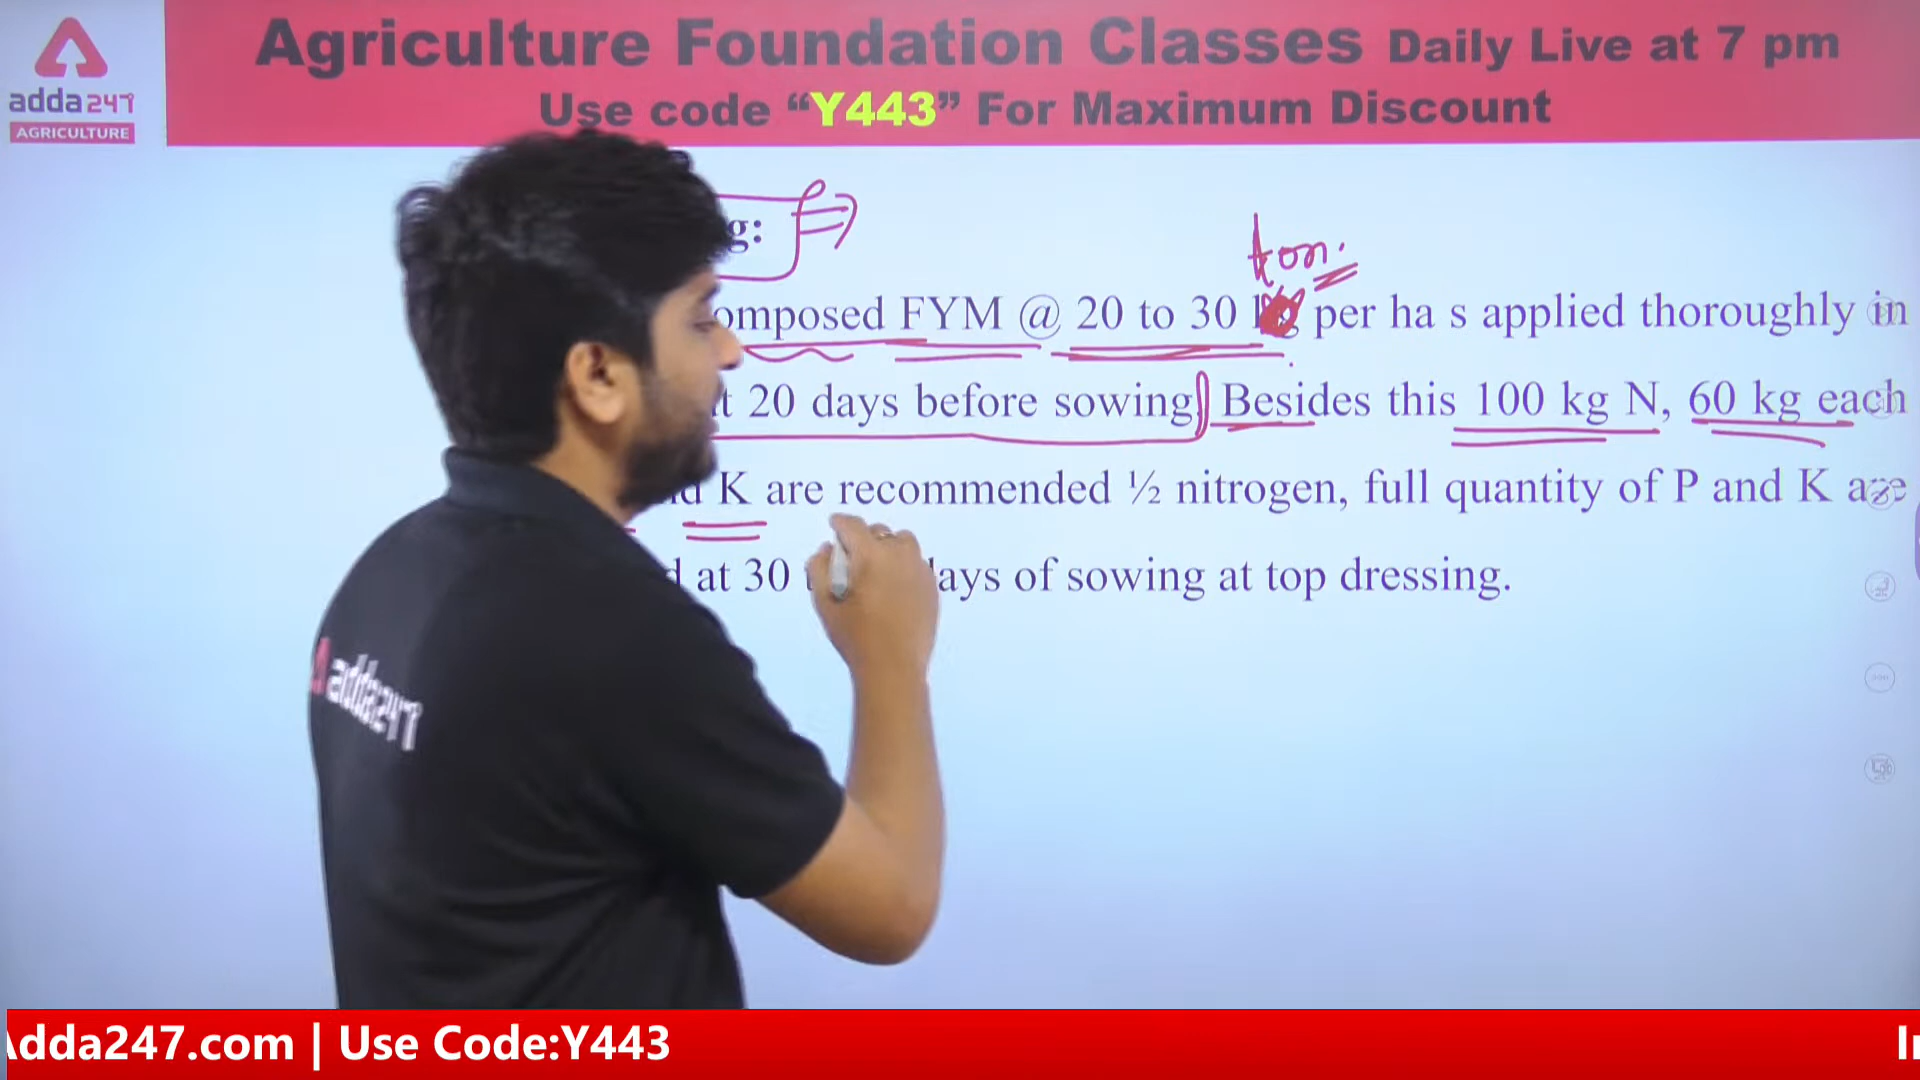 Agriculture Foundation Classes Daily Live at 7 pm
Use code “Y443” For Maximum Discount
adda247
AGRICULTURE
g:
ton.
omposed FYM @ 20 to 30 per ha s applied thoroughly in
t 20 days before sowing. Besides this 100 kg N, 60 kg each
nd K are recommended ½ nitrogen, full quantity of P and K are
d at 30 days of sowing at top dressing.
adda247
Adda247.com | Use Code:Y443